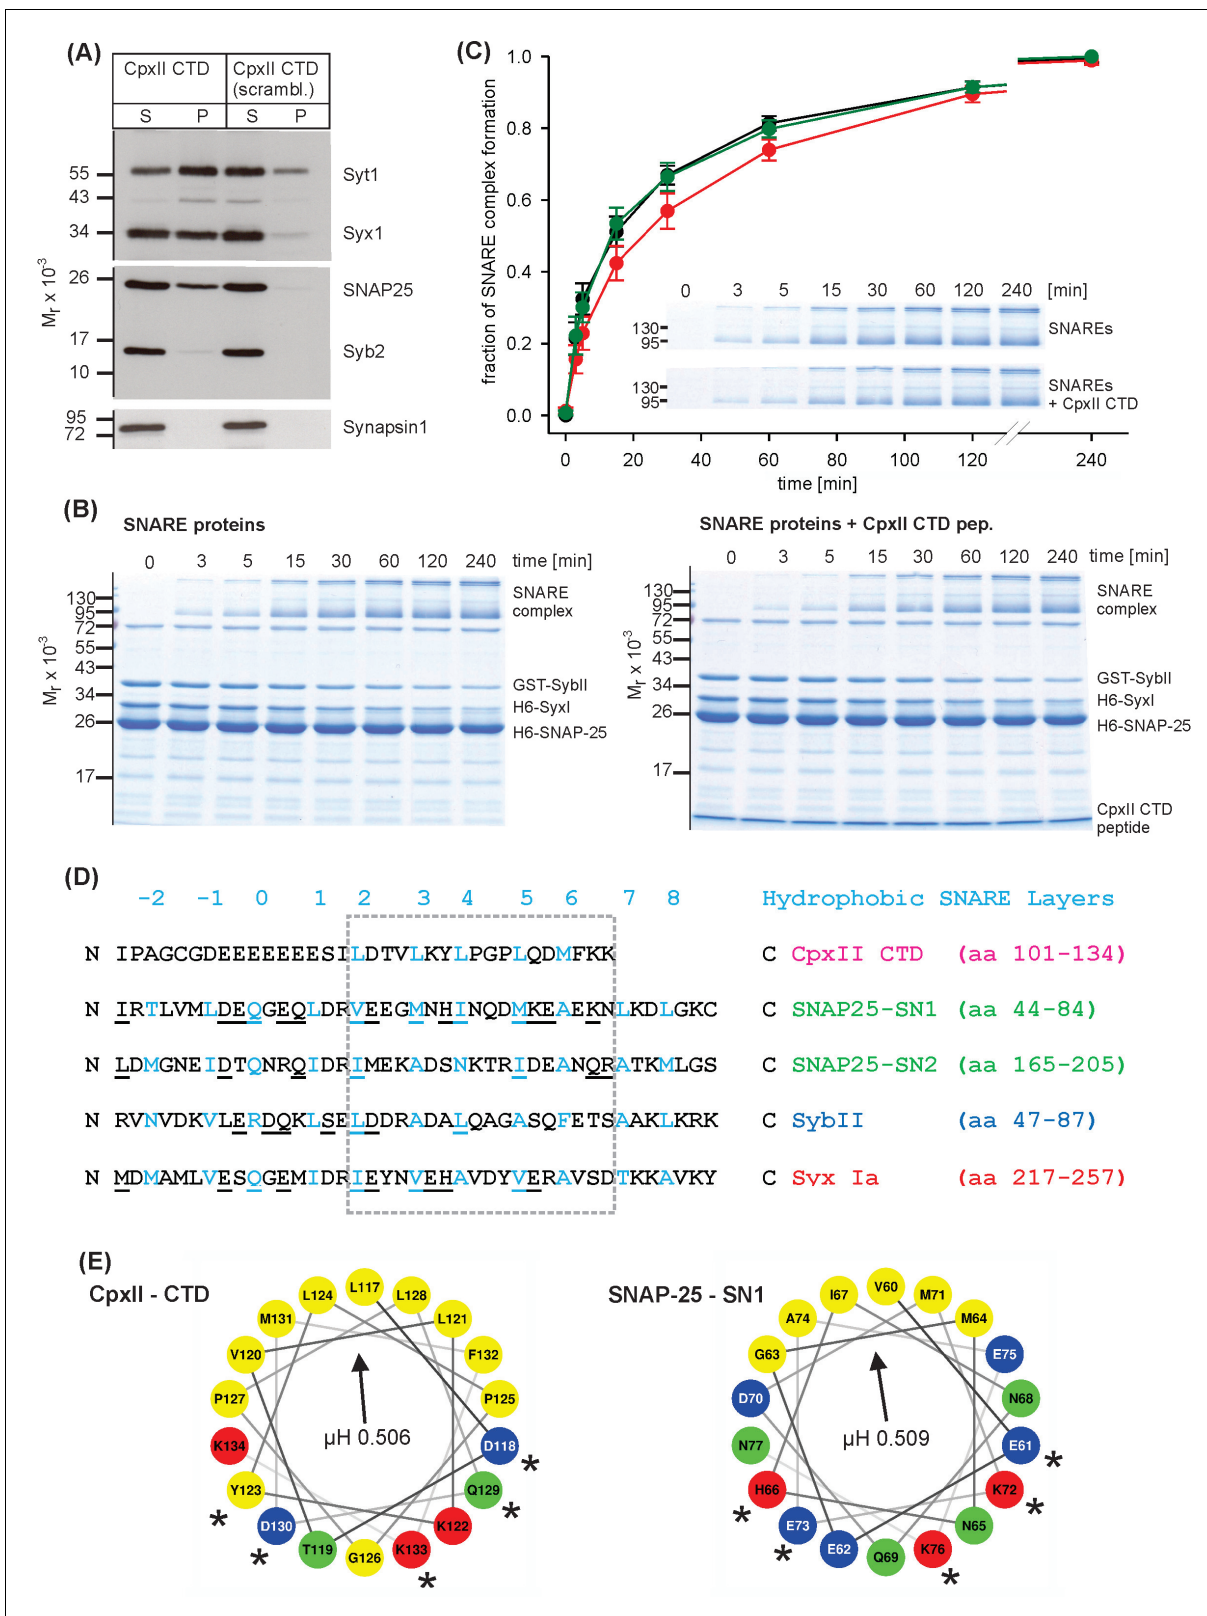 (A)
CpxII CTD
CpxII CTD
(scrambl.)
S P S P
55
43
34
26
17
10
95
72
Mr x 10-3
Syt1
Syx1
SNAP25
Syb2
Synapsin1
(C)
fraction of SNARE complex formation
1.0
0.8
0.6
0.4
0.2
0.0
0 20 40 60 80 100 120 240
time [min]
0 3 5 15 30 60 120 240 [min]
130
95
SNAREs
130
95
SNAREs
+ CpxII CTD
(B)
SNARE proteins
0 3 5 15 30 60 120 240 time [min]
130
95
72
55
43
34
26
17
Mr x 10-3
SNARE
complex
GST-SybII
H6-SyxI
H6-SNAP-25
SNARE proteins + CpxII CTD pep.
0 3 5 15 30 60 120 240 time [min]
130
95
72
55
43
34
26
17
Mr x 10-3
SNARE
complex
GST-SybII
H6-SyxI
H6-SNAP-25
CpxII CTD
peptide
(D)
-2 -1 0 1 2 3 4 5 6 7 8 Hydrophobic SNARE Layers
N IPAGCGDEEEEEEESILDTVLKYLPGPLQDMFKK C CpxII CTD (aa 101-134)
N IRTLVMLDEQGEQLDRVEEGMNHINQDMKEAEKNLKDLGKC C SNAP25-SN1 (aa 44-84)
N LDMGNEIDTQNRQIDRIMEKADSNKTRIDEANQRATKMLGS C SNAP25-SN2 (aa 165-205)
N RVNVDKVLERDQKLSELDDRADALQAGASQFETSAAKLKRK C SybII (aa 47-87)
N MDMAMLVESQGEMIDRIEYNVEHAVDYVERAVSDTKKAVKY C Syx Ia (aa 217-257)
(E)
CpxII - CTD
L117
L128
L121
F132
P125
D118 *
Q129 *
K122
K133 *
G126
T119
D130 *
Y123 *
K134
P127
V120
M131
L124
µH 0.506
SNAP-25 - SN1
V60
M71
M64
E75
N68
E61 *
K72 *
N65
K76 *
Q69
E62
E73 *
H66 *
N77
D70
G63
A74
I67
µH 0.509